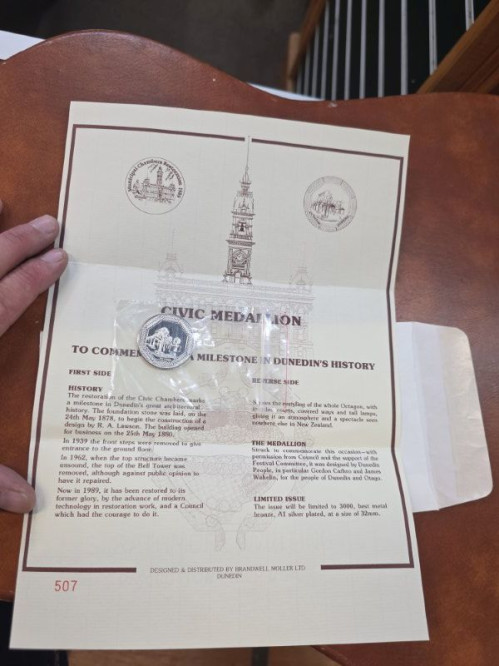 CIVIC MEDALLION
TO COMME A MILESTONE IN DUNEDIN'S HISTORY
FIRST SIDE
HISTORY
The restoration of the Civic Chambers marks
a milestone in Dunedin's great architectural
history. The foundation stone was laid, on the
24th May 1878, to begin the construction of a
design by R. A. Lawson. The building opened
for business on the 25th May 1880.
In 1939 the front steps were removed to give
entrance to the ground floor.
In 1962, when the top structure became
unsound, the top of the Bell Tower was
removed, although against public opinion to
have it repaired.
Now in 1989, it has been restored to its
former glory, by the advance of modern
technology in restoration work, and a Council
which had the courage to do it.
REVERSE SIDE
the restyling of the whole Octagon, with
courts, covered ways and tall lamps,
giving it an atmosphere and a spectacle seen
nowhere else in New Zealand.
THE MEDALLION
Struck to commemorate this occasion—with
permission from Council and the support of the
Festival Committee, it was designed by Dunedin
People, in particular Gordon and James
for the people of Dunedin and Otago.
LIMITED ISSUE
The issue will be limited to 3000, best metal
bronze, A1 silver plated, at a size of 32mm.
DESIGNED & DISTRIBUTED BY BRANDWELL MOLLER LTD
DUNEDIN
507